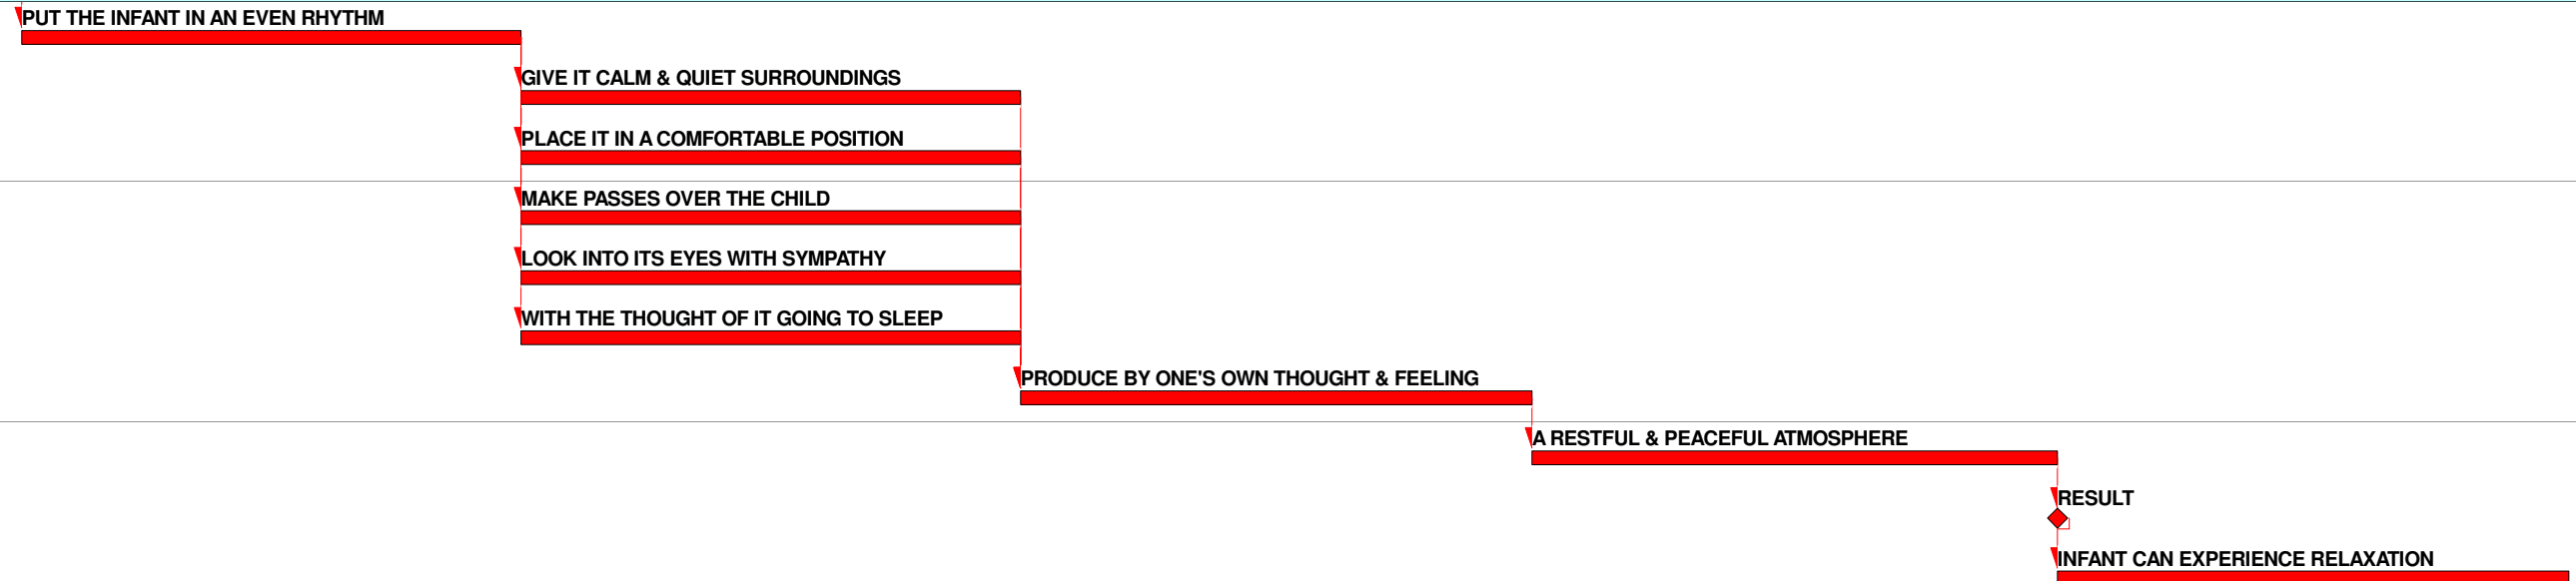 PUT THE INFANT IN AN EVEN RHYTHM
GIVE IT CALM & QUIET SURROUNDINGS
PLACE IT IN A COMFORTABLE POSITION
MAKE PASSES OVER THE CHILD
LOOK INTO ITS EYES WITH SYMPATHY
WITH THE THOUGHT OF IT GOING TO SLEEP
PRODUCE BY ONE'S OWN THOUGHT & FEELING
A RESTFUL & PEACEFUL ATMOSPHERE
RESULT
INFANT CAN EXPERIENCE RELAXATION